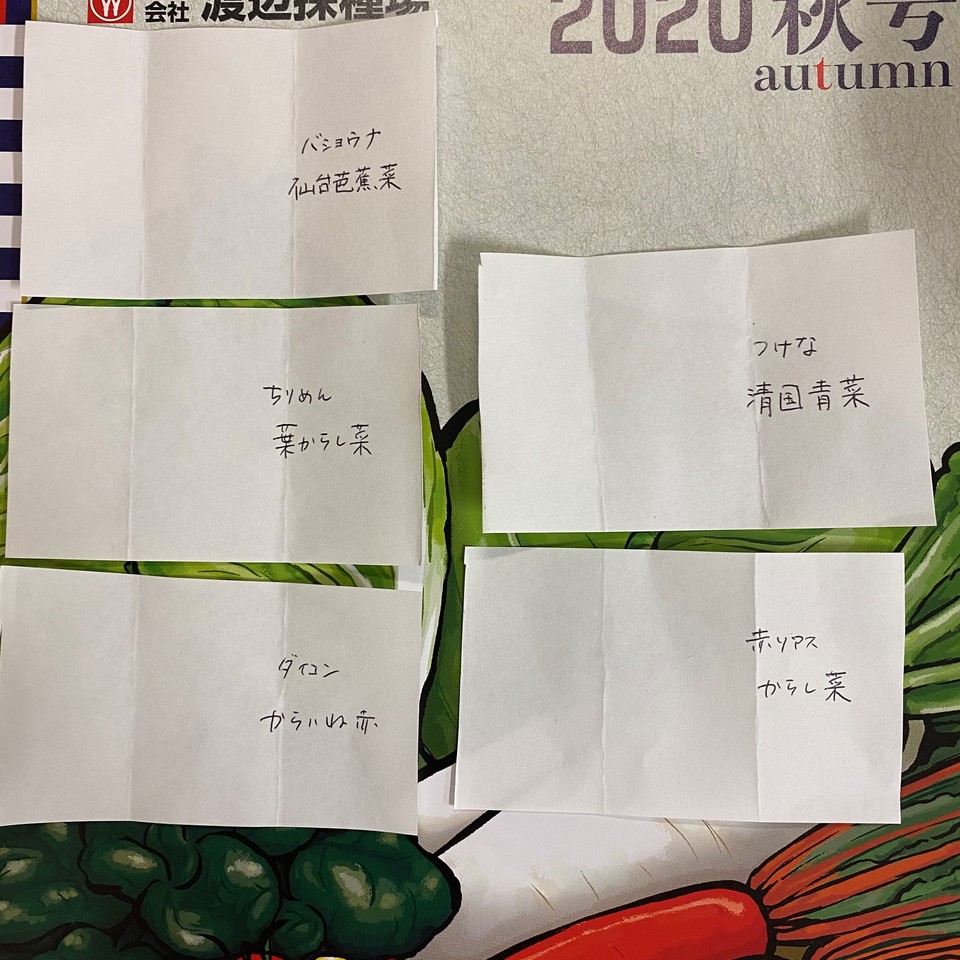 会社 渡辺採種場
2020 秋号
autumn
バショウナ
仙台芭蕉菜
ちりめん
葉からし菜
ダイコン
からいね赤
つけな
清国青菜
赤リアス
からし菜